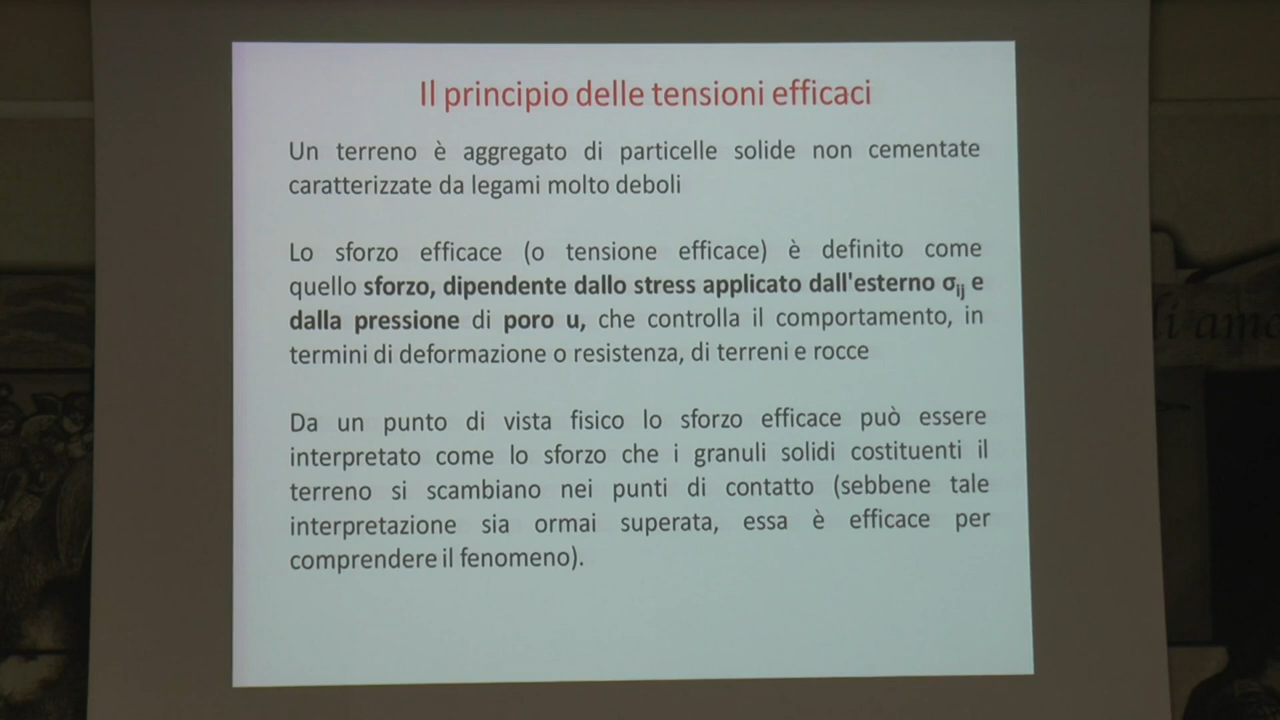 Il principio delle tensioni efficaci
Un terreno è aggregato di particelle solide non cementate
caratterizzate da legami molto deboli
Lo sforzo efficace (o tensione efficace) è definito come
quello sforzo, dipendente dallo stress applicato dall'esterno σij e
dalla pressione di poro u, che controlla il comportamento, in
termini di deformazione o resistenza, di terreni e rocce
Da un punto di vista fisico lo sforzo efficace può essere
interpretato come lo sforzo che i granuli solidi costituenti il
terreno si scambiano nei punti di contatto (sebbene tale
interpretazione sia ormai superata, essa è efficace per
comprendere il fenomeno).